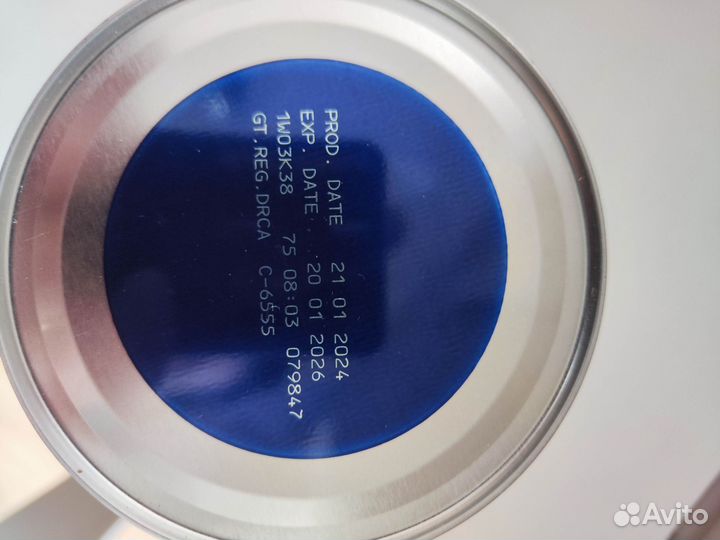 PROD. DATE 21 01 2024
EXP. DATE. 20 01 2026
1W03K38 75 08:03 079847
GT.REG.DRCA C-6555
Avito